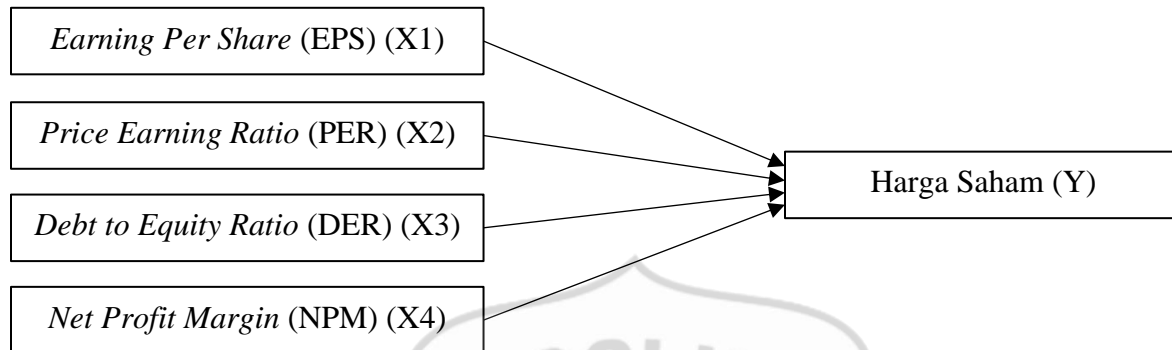 Earning Per Share (EPS) (X1)
Price Earning Ratio (PER) (X2)
Harga Saham (Y)
Debt to Equity Ratio (DER) (X3)
Net Profit Margin (NPM) (X4)